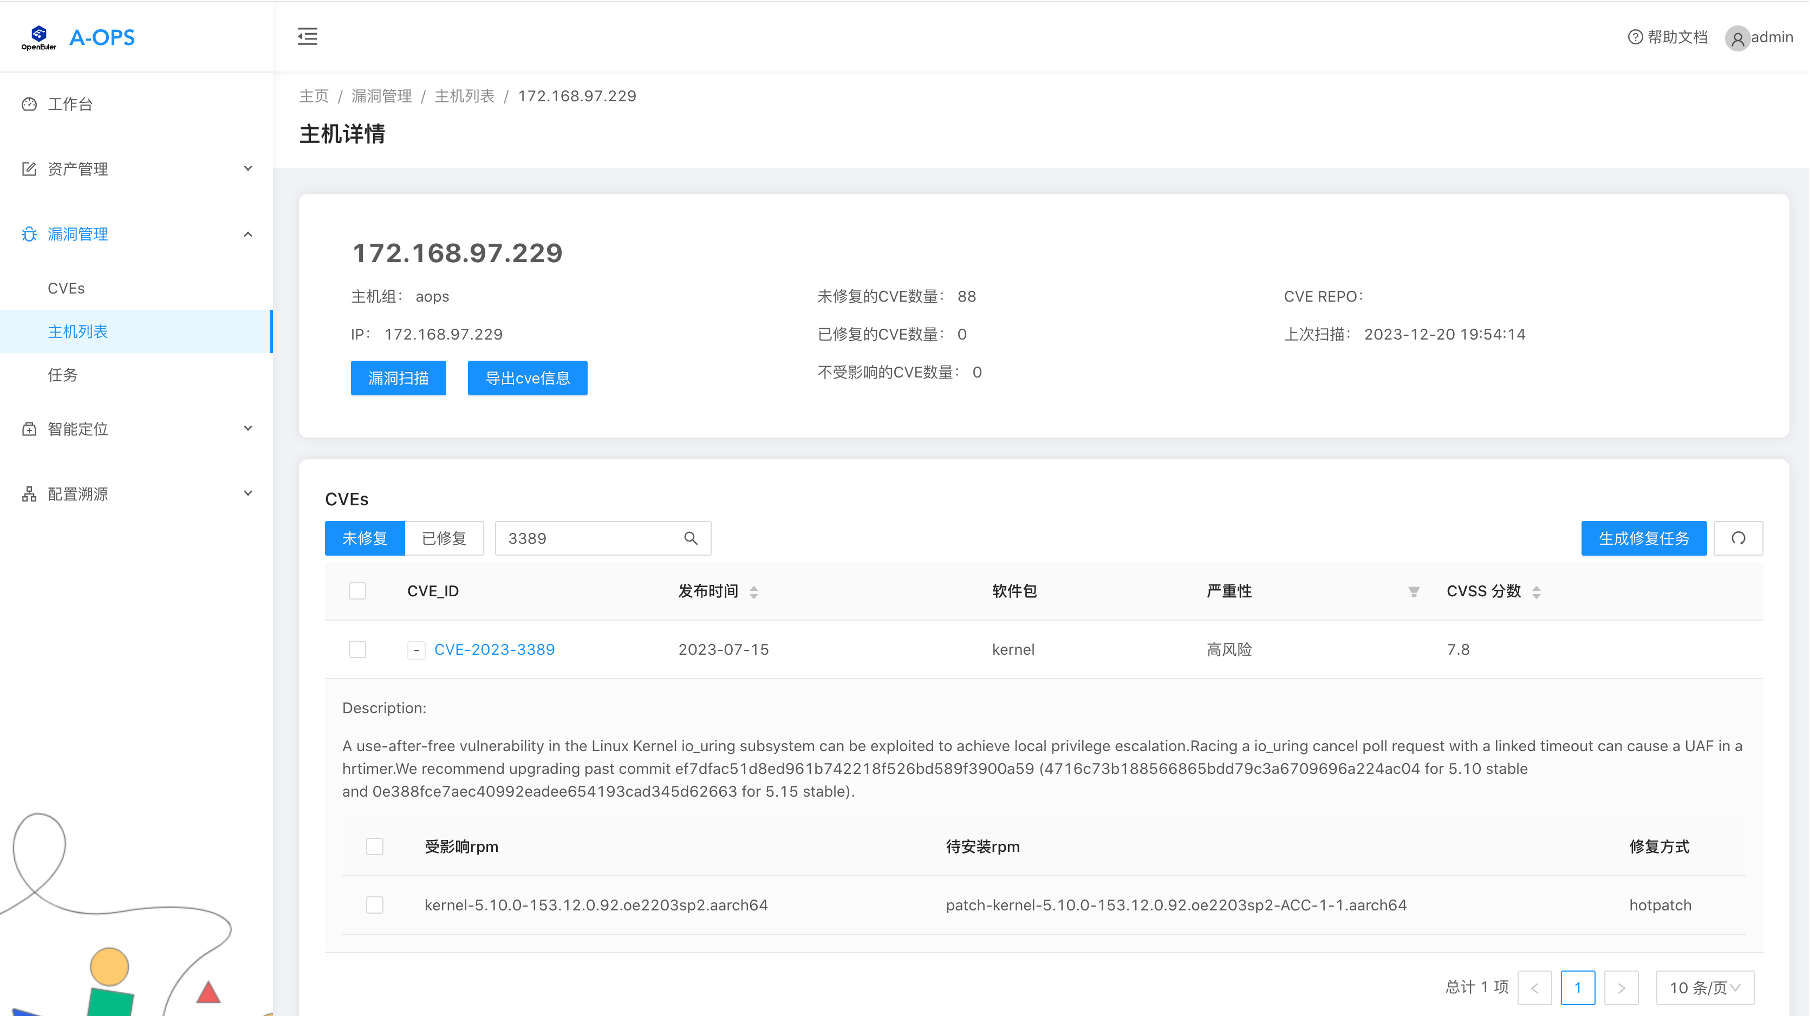 openEuler A-OPS
帮助文档 admin
工作台
资产管理
漏洞管理
CVEs
主机列表
任务
智能定位
配置溯源
主页 / 漏洞管理 / 主机列表 / 172.168.97.229
主机详情
172.168.97.229
主机组： aops 未修复的CVE数量： 88 CVE REPO：
IP： 172.168.97.229 已修复的CVE数量： 0 上次扫描： 2023-12-20 19:54:14
漏洞扫描 导出cve信息 不受影响的CVE数量： 0
CVEs
未修复 已修复 3389 生成修复任务
CVE_ID 发布时间 软件包 严重性 CVSS 分数
- CVE-2023-3389 2023-07-15 kernel 高风险 7.8
Description:
A use-after-free vulnerability in the Linux Kernel io_uring subsystem can be exploited to achieve local privilege escalation.Racing a io_uring cancel poll request with a linked timeout can cause a UAF in a
hrtimer.We recommend upgrading past commit ef7dfac51d8ed961b742218f526bd589f3900a59 (4716c73b188566865bdd79c3a6709696a224ac04 for 5.10 stable
and 0e388fce7aec40992eadee654193cad345d62663 for 5.15 stable).
受影响rpm 待安装rpm 修复方式
kernel-5.10.0-153.12.0.92.oe2203sp2.aarch64 patch-kernel-5.10.0-153.12.0.92.oe2203sp2-ACC-1-1.aarch64 hotpatch
总计 1 项 < 1 > 10 条/页